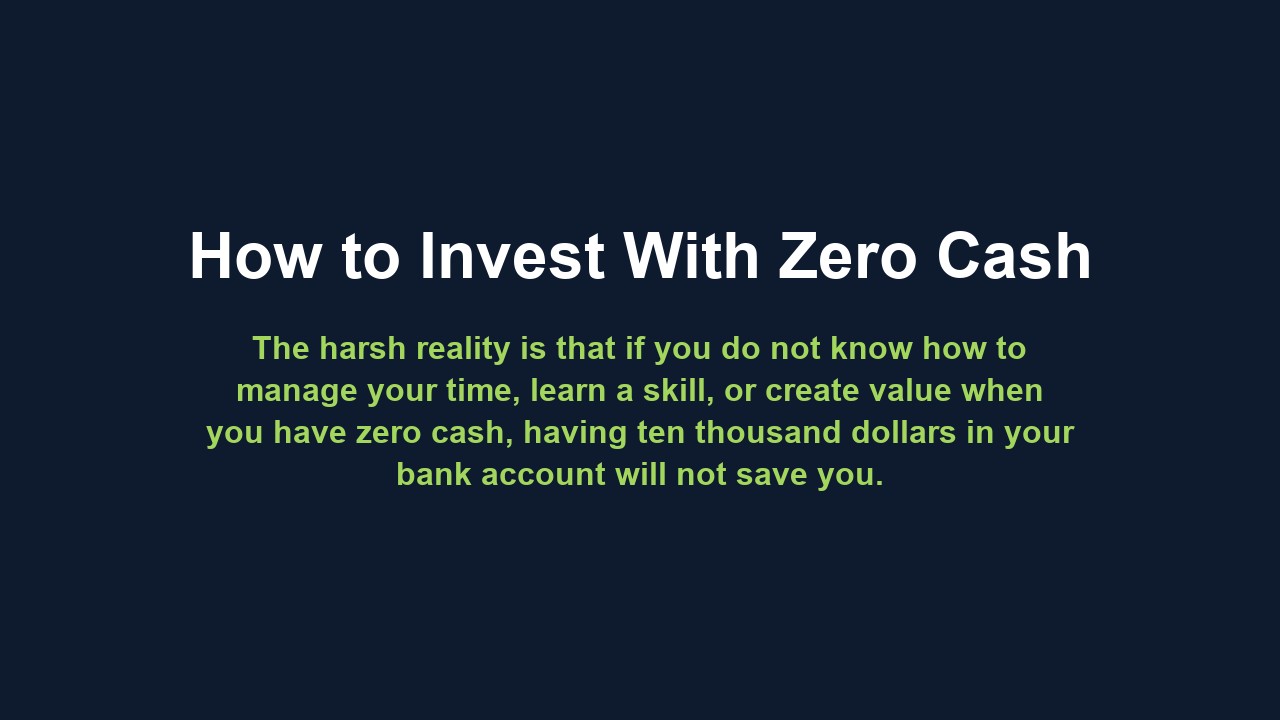 How to Invest With Zero Cash
The harsh reality is that if you do not know how to
manage your time, learn a skill, or create value when
you have zero cash, having ten thousand dollars in your
bank account will not save you.